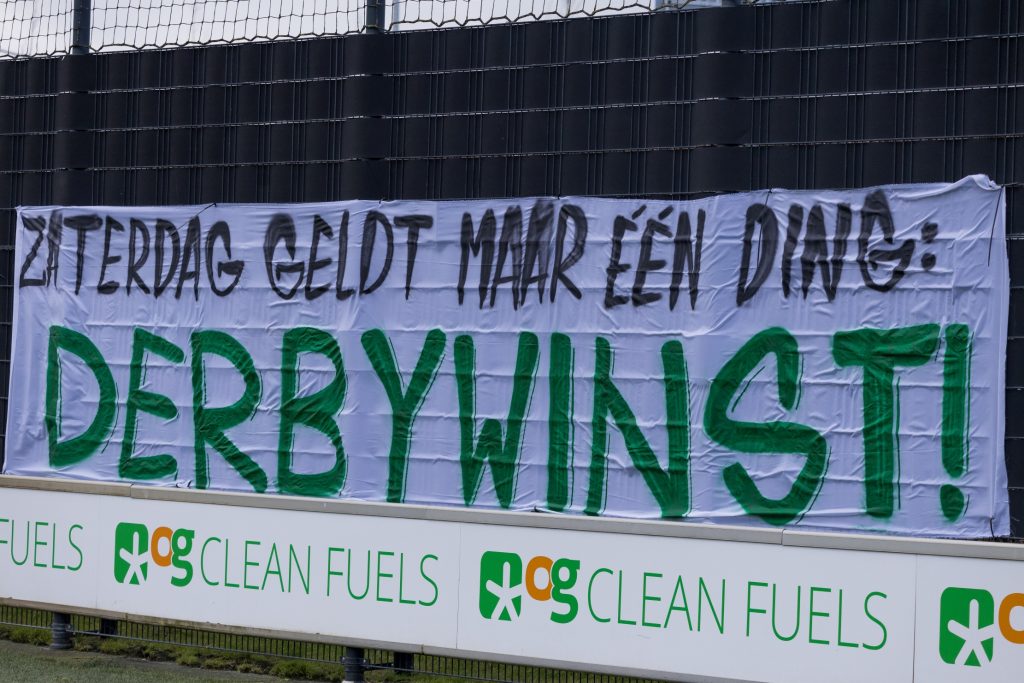 ZATERDAG GELDT MAAR ÉÉN DING:
DERBYWINST!
FUELS
og CLEAN FUELS
og CLEAN FUELS